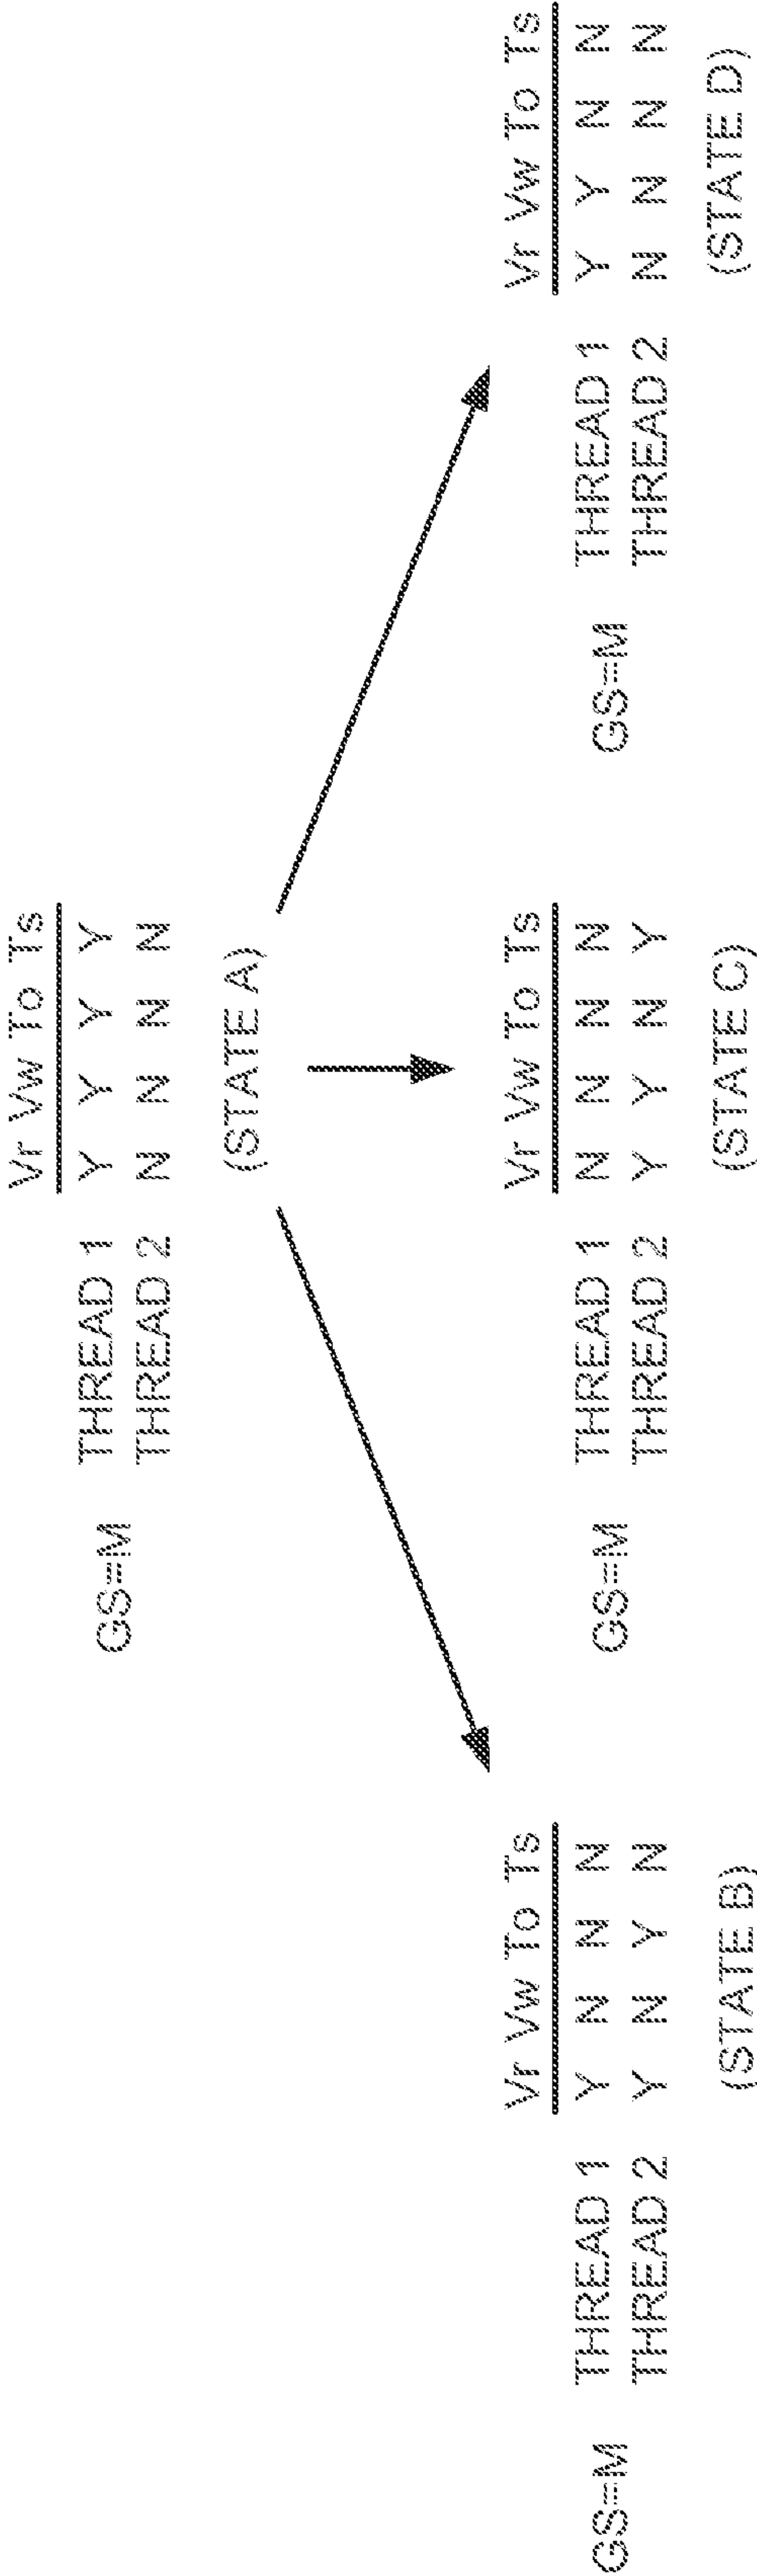 Vr Vw To Ts
GS=M THREAD 1 Y Y Y Y
THREAD 2 N N N N
(STATE A)
Vr Vw To Ts
GS=M THREAD 1 Y N N N
THREAD 2 Y N Y N
(STATE B)
Vr Vw To Ts
GS=M THREAD 1 N N N N
THREAD 2 Y Y N Y
(STATE C)
Vr Vw To Ts
GS=M THREAD 1 Y Y N N
THREAD 2 N N N N
(STATE D)